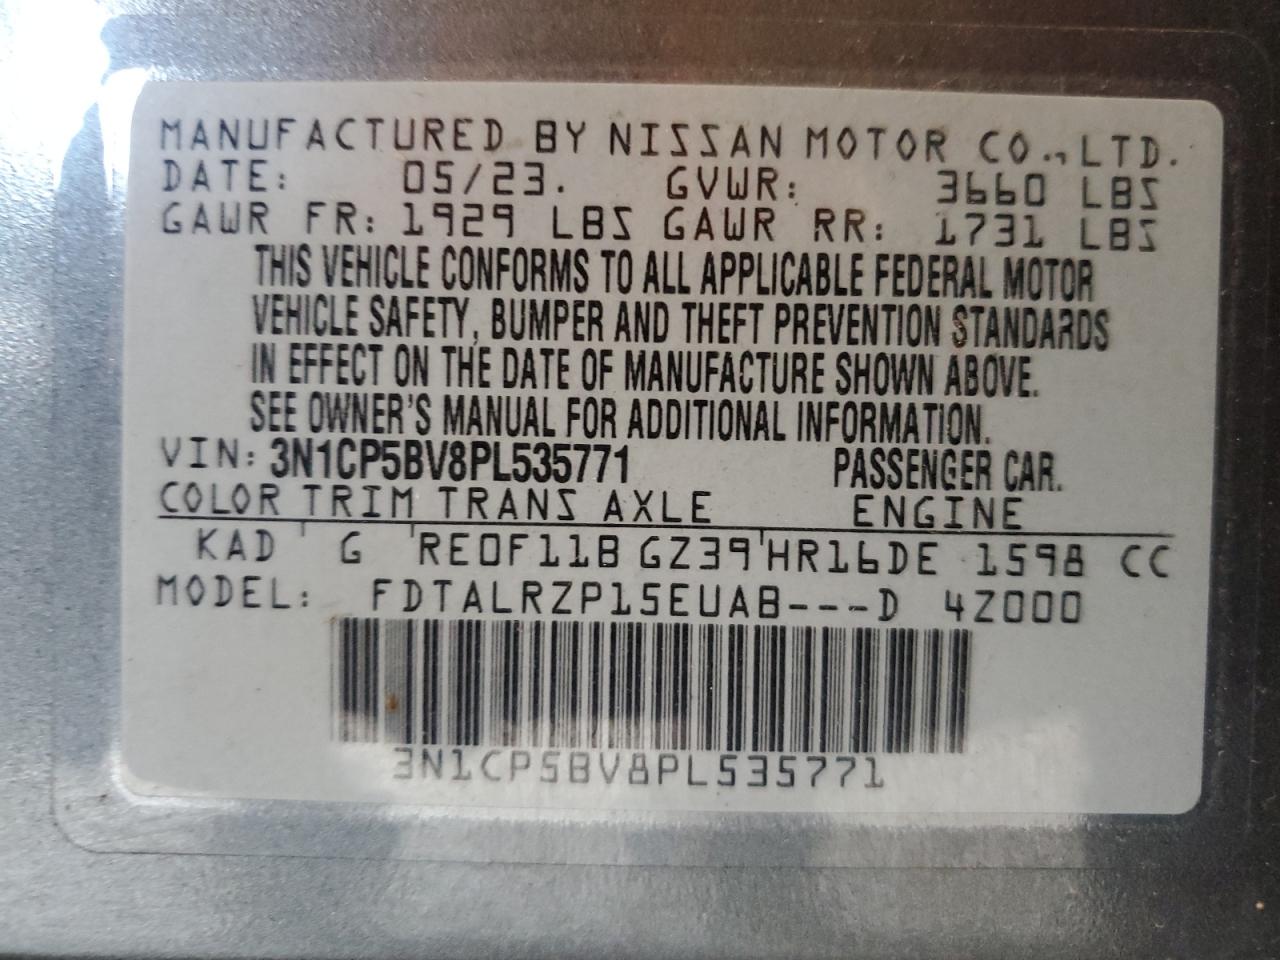 MANUFACTURED BY NISSAN MOTOR CO., LTD.
DATE: 05/23. GVWR: 3660 LBS
GAWR FR: 1929 LBS GAWR RR: 1731 LBS
THIS VEHICLE CONFORMS TO ALL APPLICABLE FEDERAL MOTOR
VEHICLE SAFETY, BUMPER AND THEFT PREVENTION STANDARDS
IN EFFECT ON THE DATE OF MANUFACTURE SHOWN ABOVE.
SEE OWNER'S MANUAL FOR ADDITIONAL INFORMATION.
VIN: 3N1CP5BV8PL535771 PASSENGER CAR.
COLOR TRIM TRANS AXLE ENGINE
KAD G RE0F11B GZ39 HR16DE 1598 CC
MODEL: FDTALRZP15EUAB---D 4Z000
3N1CP5BV8PL535771